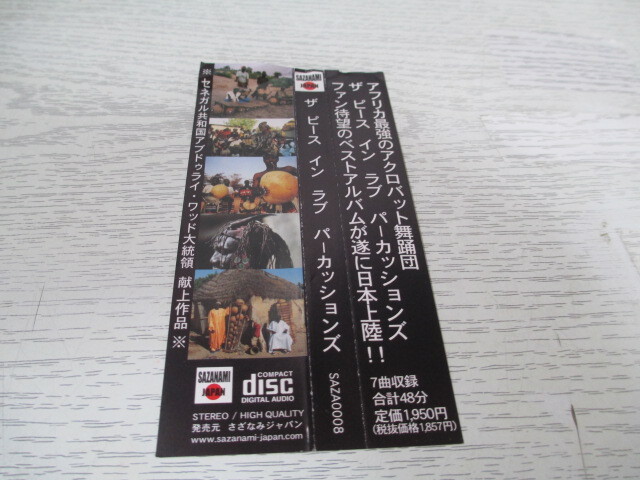 アフリカ最強のアクロバット舞踊団
ザ ピース イン ラブ パーカッションズ
ファン待望のベストアルバムが遂に日本上陸!!
7曲収録
合計48分
定価1,950円
(税抜価格1,857円)
SAZANAMI
JAPAN
ザ ピース イン ラブ パーカッションズ
SAZA0008
※ セネガル共和国アブドゥライ・ワッド大統領 献上作品 ※
SAZANAMI
JAPAN
COMPACT
disc
DIGITAL AUDIO
STEREO / HIGH QUALITY
発売元 さざなみジャパン
www.sazanami-japan.com